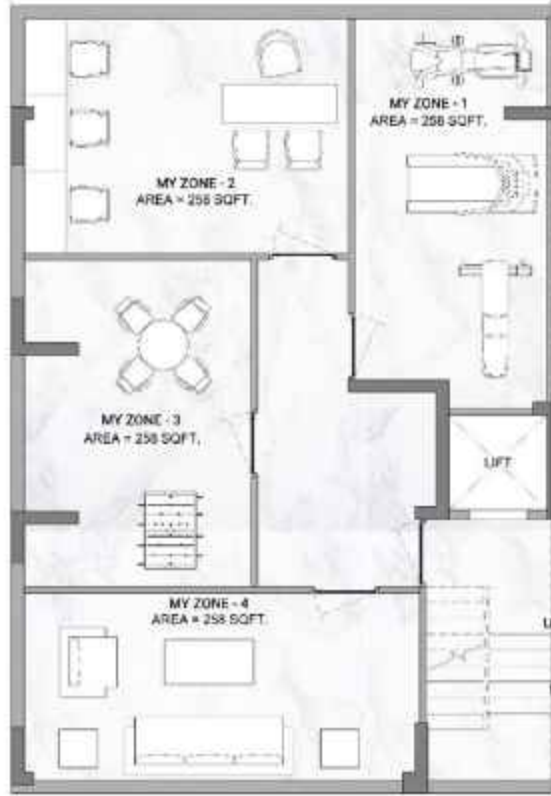 MY ZONE - 1
AREA = 258 SQFT.
MY ZONE - 2
AREA = 258 SQFT.
MY ZONE - 3
AREA = 258 SQFT.
LIFT
MY ZONE - 4
AREA = 258 SQFT.
U